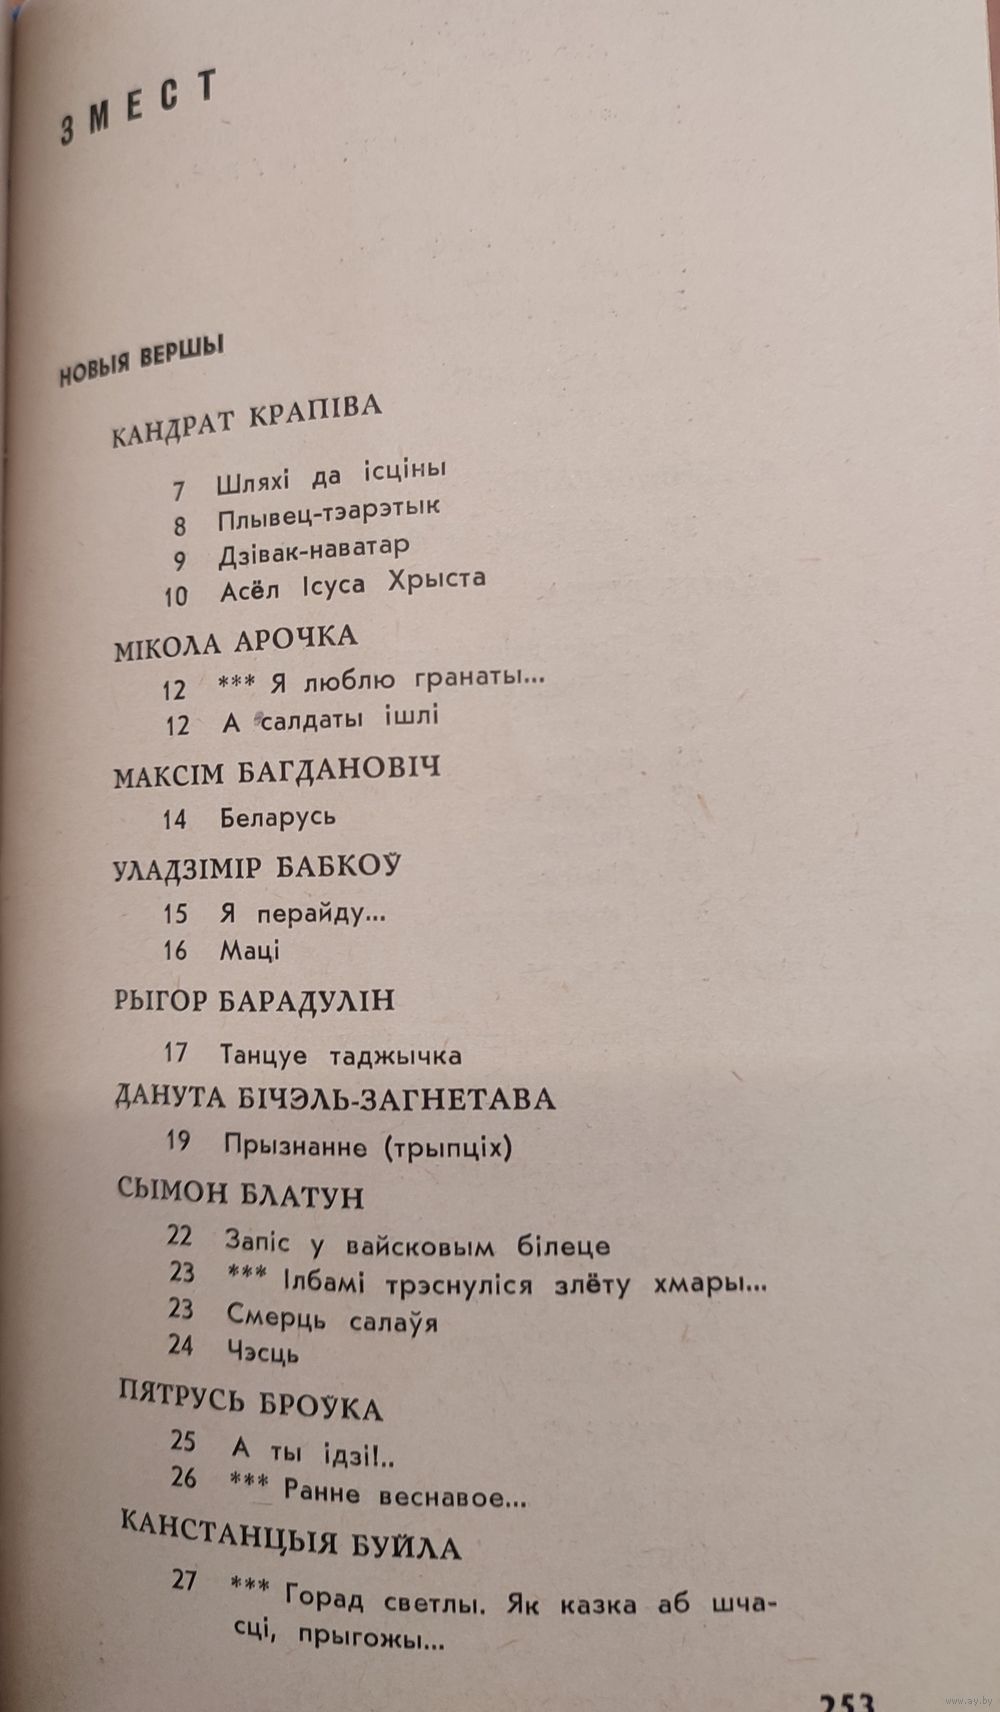 ЗМЕСТ
НОВЫЯ ВЕРШЫ
КАНДРАТ КРАПІВА
7 Шляхі да ісціны
8 Плывец-тэарэтык
9 Дзівак-наватар
10 Асёл Ісуса Хрыста
МІКОЛА АРОЧКА
12 *** Я люблю гранаты...
12 А салдаты ішлі
МАКСІМ БАГДАНОВІЧ
14 Беларусь
УЛАДЗІМІР БАБКОЎ
15 Я перайду...
16 Маці
РЫГОР БАРАДУЛІН
17 Танцуе таджычка
ДАНУТА БІЧЭЛЬ-ЗАГНЕТАВА
19 Прызнанне (трыпціх)
СЫМОН БЛАТУН
22 Запіс у вайсковым білеце
23 *** Ілбамі трэснуліся злёту хмары...
23 Смерць салаўя
24 Чэсць
ПЯТРУСЬ БРОЎКА
25 А ты ідзі!..
26 *** Ранне веснавое...
КАНСТАНЦЫЯ БУЙЛА
27 *** Горад светлы. Як казка аб шча-
сці, прыгожы...
253
www.ay.by